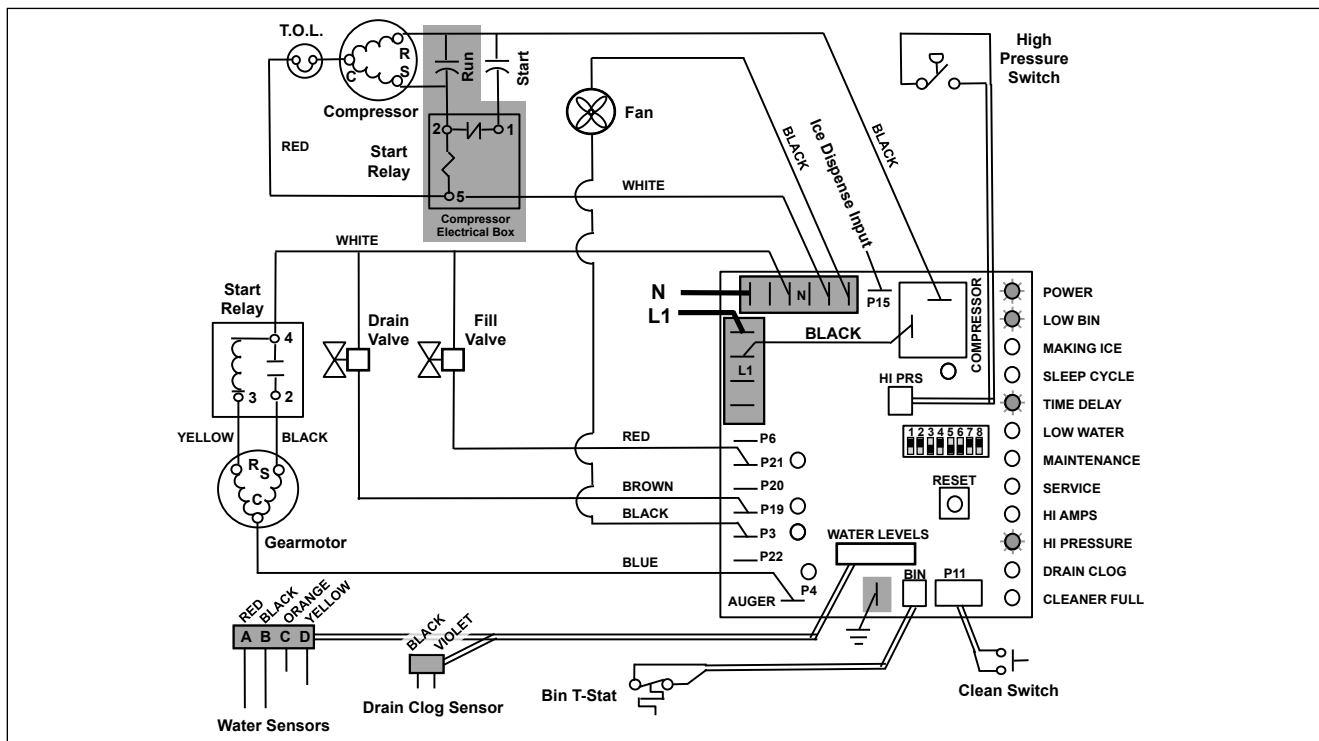 T.O.L.
C
R
S
Compressor
Run
Start
2
1
Start
Relay
5
Compressor
Electrical Box
RED
WHITE
Fan
BLACK
Ice Dispense Input
BLACK
High
Pressure
Switch
WHITE
Start
Relay
4
3
2
YELLOW
BLACK
R
S
C
Gearmotor
Drain
Valve
Fill
Valve
N
L1
N
P15
COMPRESSOR
BLACK
L1
HI PRS
1 2 3 4 5 6 7 8
RESET
RED
P6
P21
P20
BROWN
P19
BLACK
P3
P22
BLUE
P4
AUGER
WATER LEVELS
BIN
P11
POWER
LOW BIN
MAKING ICE
SLEEP CYCLE
TIME DELAY
LOW WATER
MAINTENANCE
SERVICE
HI AMPS
HI PRESSURE
DRAIN CLOG
CLEANER FULL
RED
BLACK
ORANGE
YELLOW
A B C D
Water Sensors
BLACK
VIOLET
Drain Clog Sensor
Bin T-Stat
Clean Switch